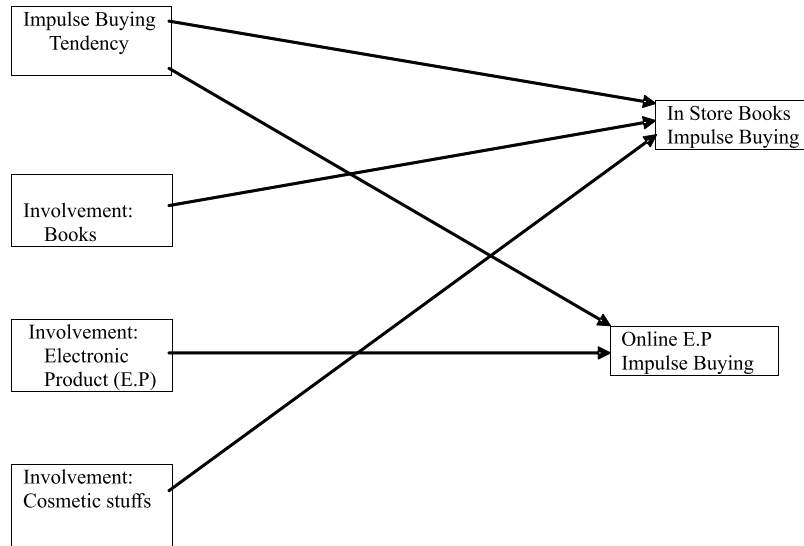 Impulse Buying
Tendency
In Store Books
Impulse Buying
Involvement:
Books
Involvement:
Electronic
Product (E.P)
Online E.P
Impulse Buying
Involvement:
Cosmetic stuffs